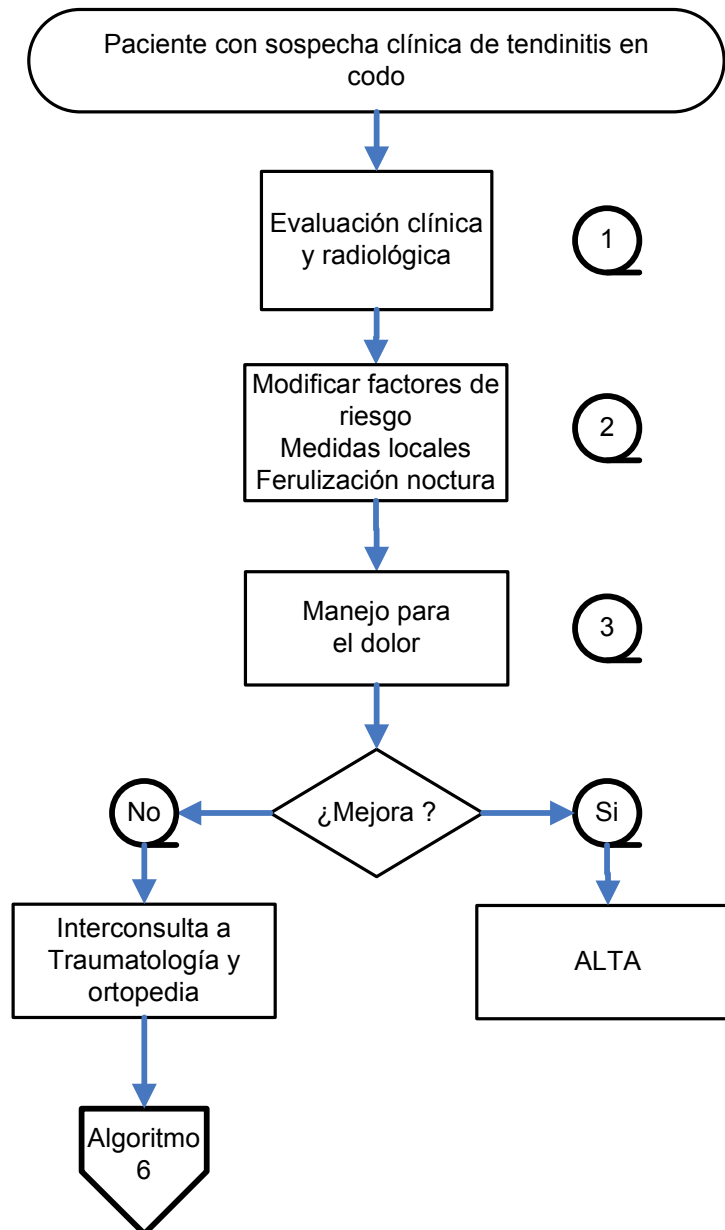 Paciente con sospecha clínica de tendinitis en
codo
Evaluación clínica
y radiológica
1
Modificar factores de
riesgo
Medidas locales
Ferulización noctura
2
Manejo para
el dolor
3
¿Mejora ?
No
Si
Interconsulta a
Traumatología y
ortopedia
ALTA
Algoritmo
6